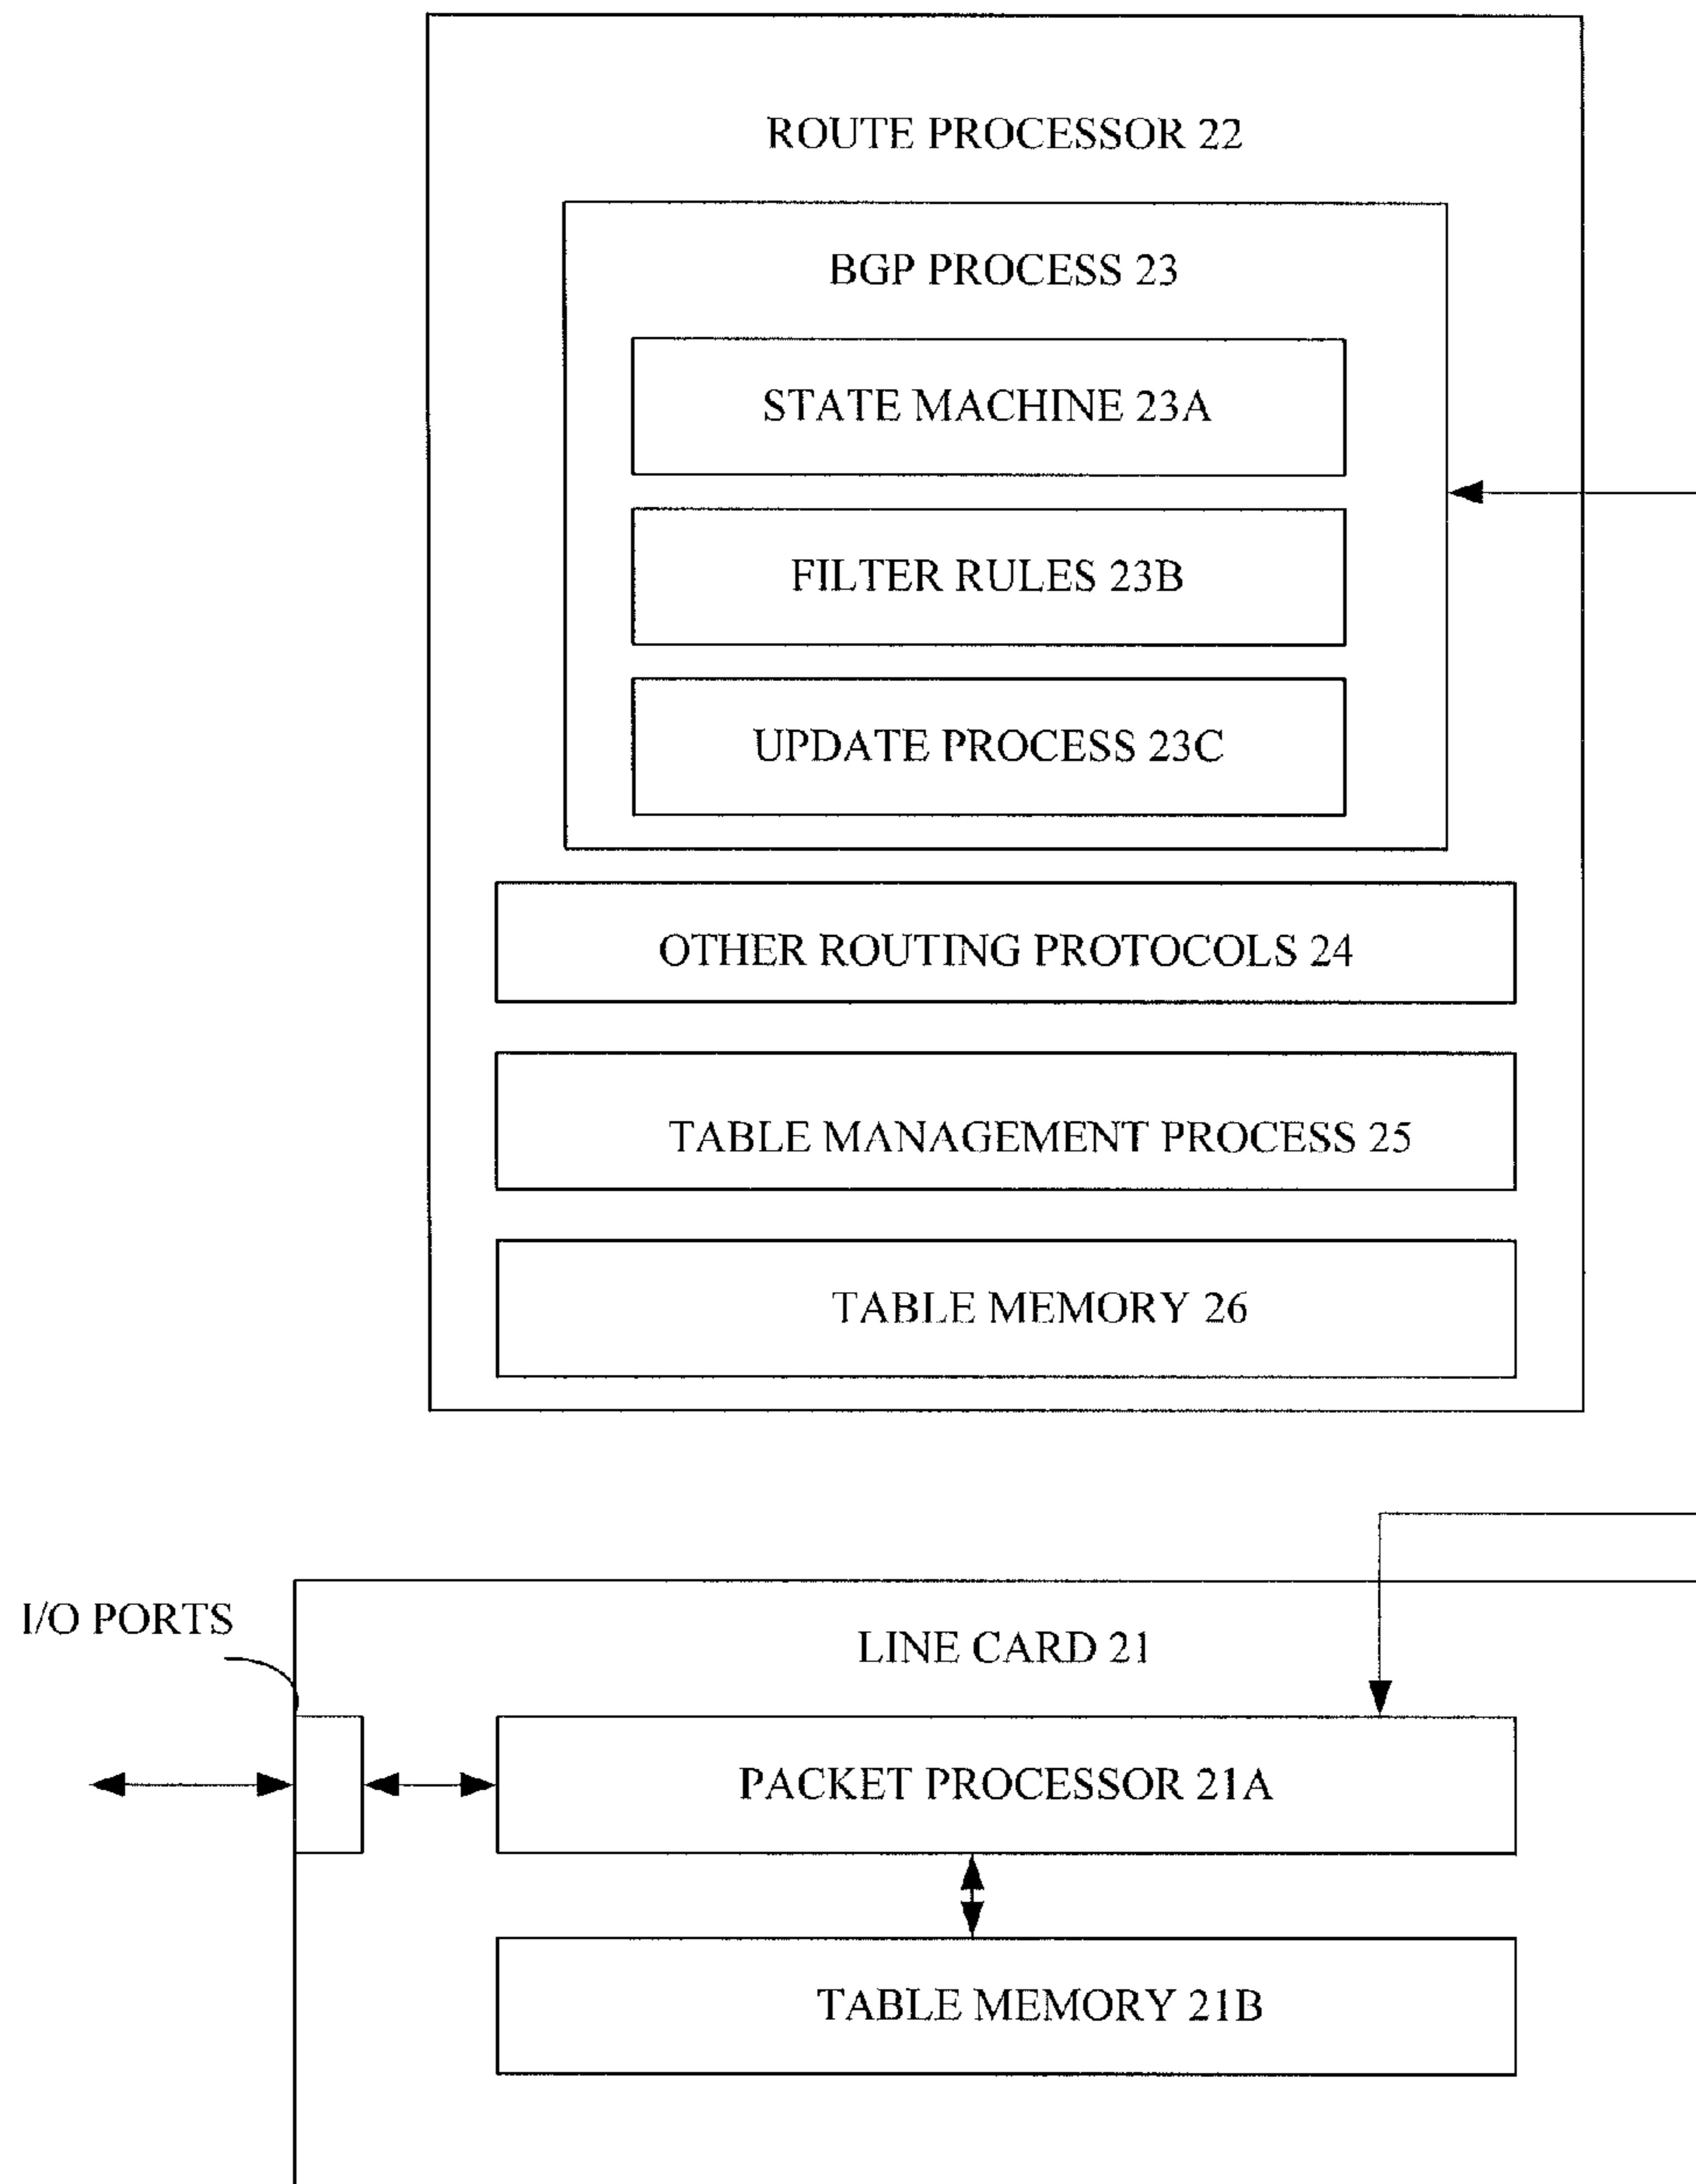 ROUTE PROCESSOR 22
BGP PROCESS 23
STATE MACHINE 23A
FILTER RULES 23B
UPDATE PROCESS 23C
OTHER ROUTING PROTOCOLS 24
TABLE MANAGEMENT PROCESS 25
TABLE MEMORY 26
I/O PORTS
LINE CARD 21
PACKET PROCESSOR 21A
TABLE MEMORY 21B